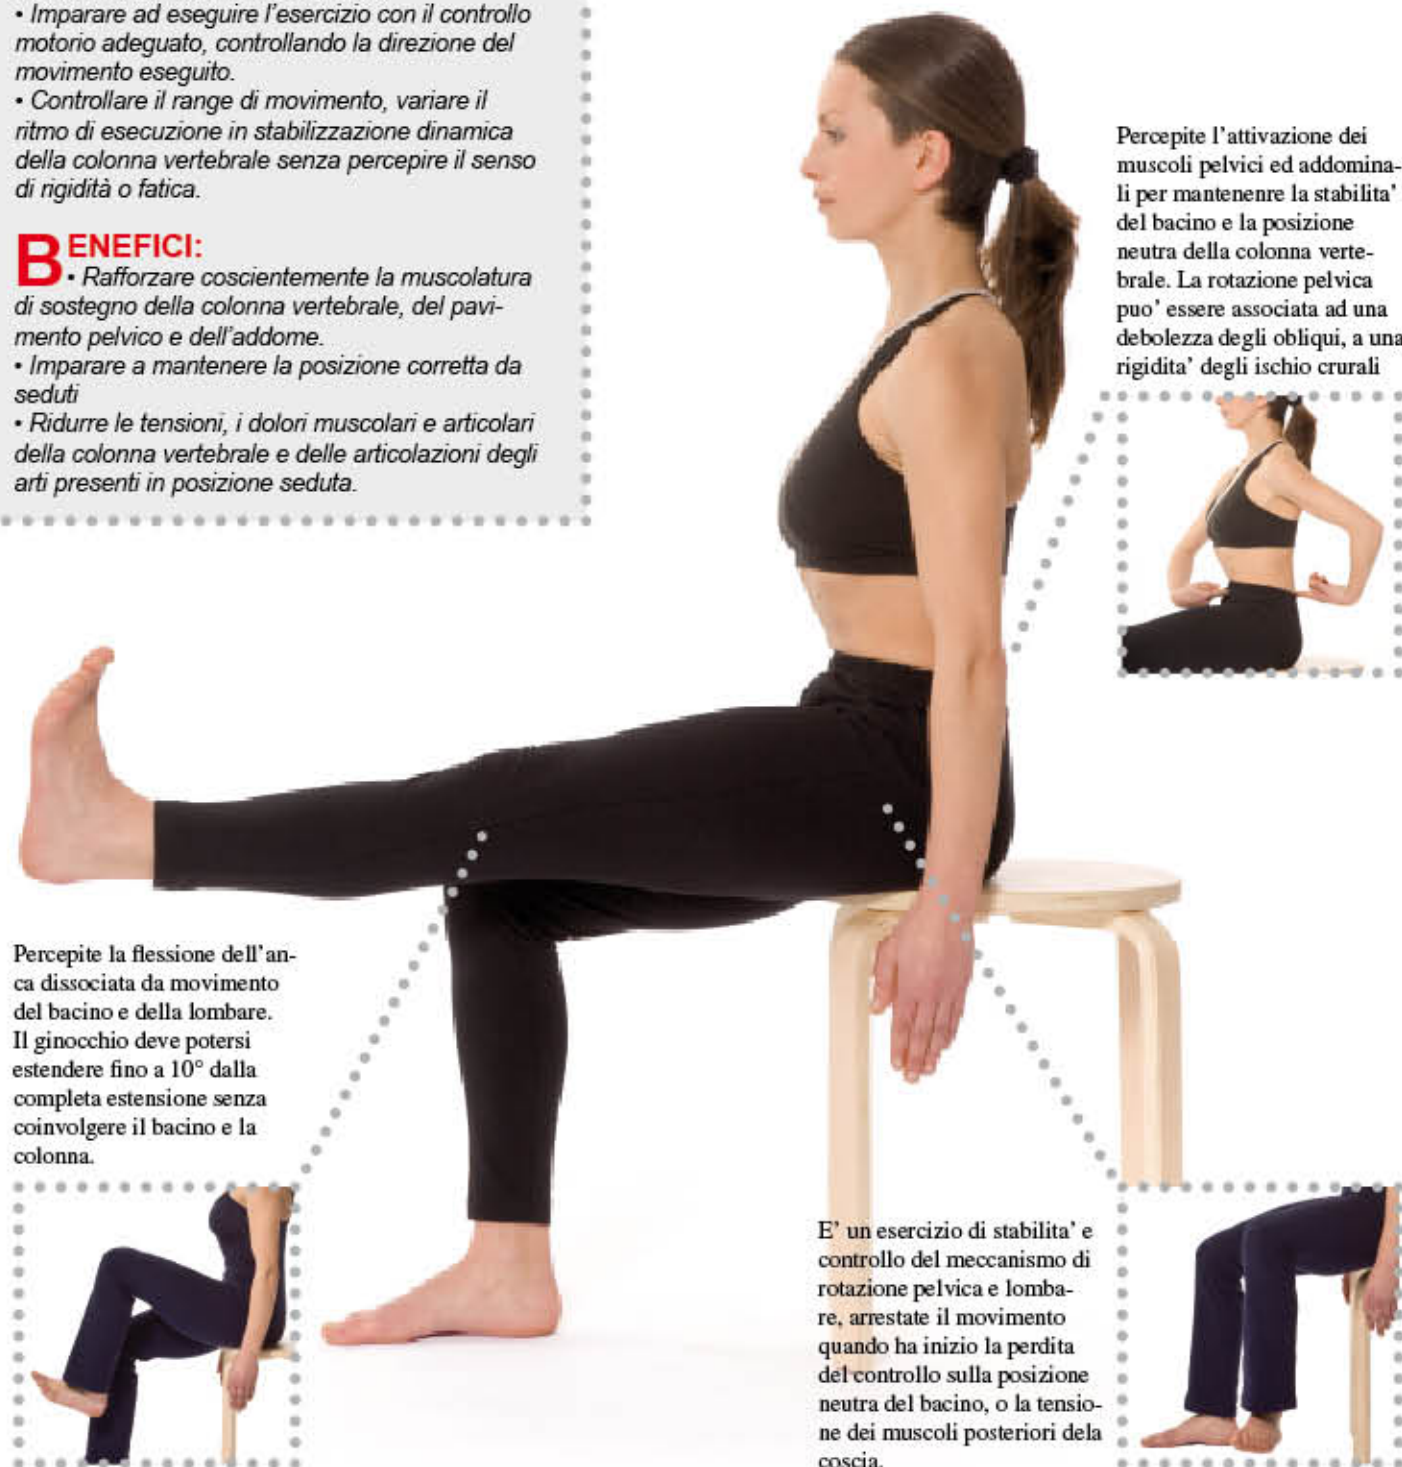 • Imparare ad eseguire l'esercizio con il controllo
motorio adeguato, controllando la direzione del
movimento eseguito.
• Controllare il range di movimento, variare il
ritmo di esecuzione in stabilizzazione dinamica
della colonna vertebrale senza percepire il senso
di rigidità o fatica.
BENEFICI:
• Rafforzare coscientemente la muscolatura
di sostegno della colonna vertebrale, del pavi-
mento pelvico e dell'addome.
• Imparare a mantenere la posizione corretta da
seduti
• Ridurre le tensioni, i dolori muscolari e articolari
della colonna vertebrale e delle articolazioni degli
arti presenti in posizione seduta.
Percepite l'attivazione dei
muscoli pelvici ed addomina-
li per mantenenre la stabilita'
del bacino e la posizione
neutra della colonna verte-
brale. La rotazione pelvica
puo' essere associata ad una
debolezza degli obliqui, a una
rigidita' degli ischio crurali
Percepite la flessione dell'an-
ca dissociata da movimento
del bacino e della lombare.
Il ginocchio deve potersi
estendere fino a 10° dalla
completa estensione senza
coinvolgere il bacino e la
colonna.
E' un esercizio di stabilita' e
controllo del meccanismo di
rotazione pelvica e lomba-
re, arrestate il movimento
quando ha inizio la perdita
del controllo sulla posizione
neutra del bacino, o la tensio-
ne dei muscoli posteriori dela
coscia.